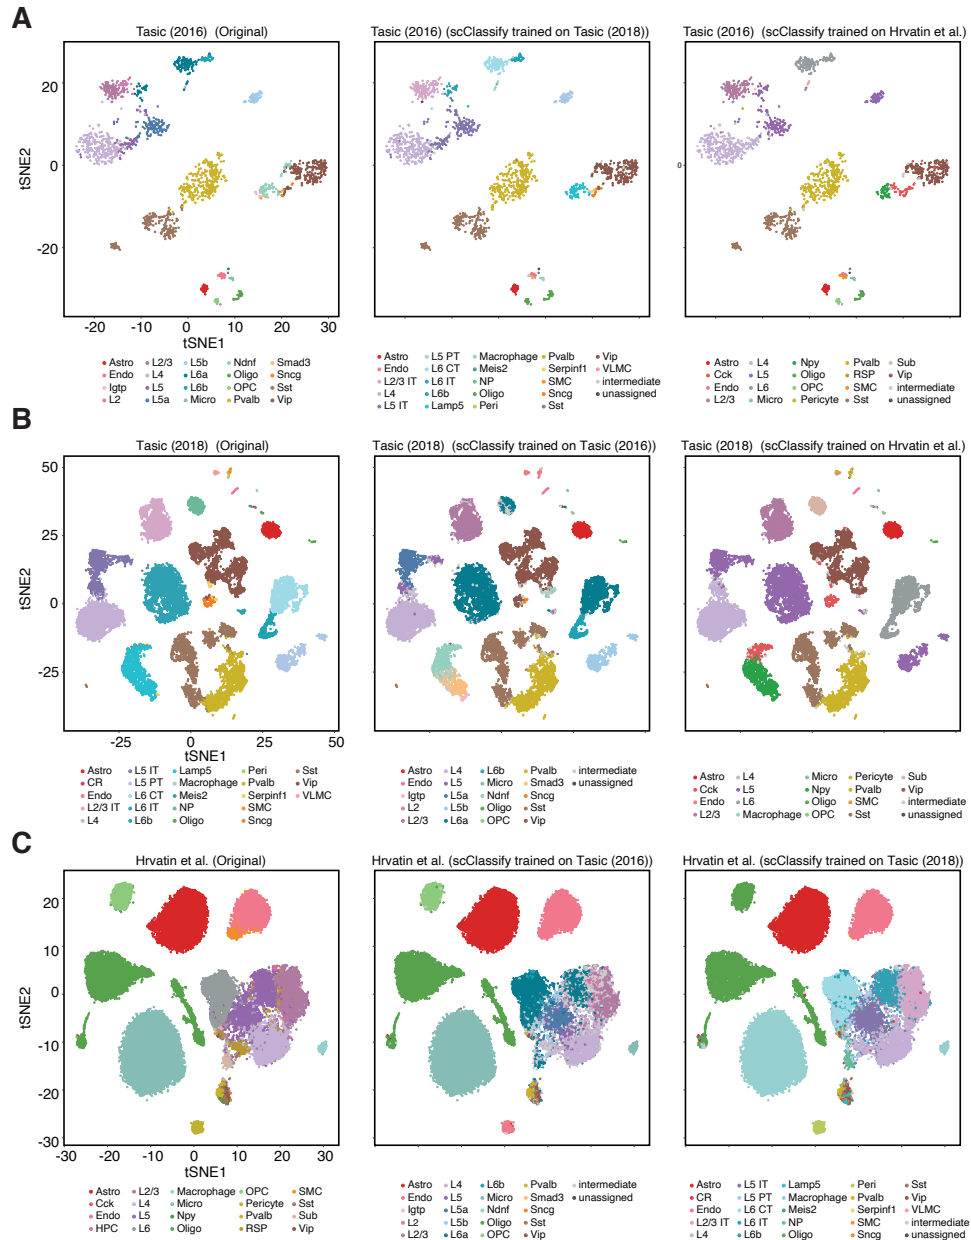 A
Tasic (2016) (Original)
Tasic (2016) (scClassify trained on Tasic (2018))
Tasic (2016) (scClassify trained on Hrvatin et al.)
20
0
-20
tSNE2
0
-20 -10 0 10 20 30
tSNE1
Astro L2/3 L5b Ndnf Smad3
Endo L4 L6a Oligo Sncg
Igtp L5 L6b OPC Sst
L2 L5a Micro Pvalb Vip
Astro L5 PT Macrophage Pvalb Vip
Endo L6 CT Meis2 Serpinf1 VLMC
L2/3 IT L6 IT NP SMC intermediate
L4 L6b Oligo Sncg unassigned
L5 IT Lamp5 Peri Sst
Astro L4 Npy Pvalb Sub
Cck L5 Oligo RSP Vip
Endo L6 OPC SMC intermediate
L2/3 Micro Pericyte Sst unassigned
B
Tasic (2018) (Original)
Tasic (2018) (scClassify trained on Tasic (2016))
Tasic (2018) (scClassify trained on Hrvatin et al.)
50
25
0
-25
tSNE2
-25 0 25 50
tSNE1
Astro L5 IT Lamp5 Peri Sst
CR L5 PT Macrophage Pvalb Vip
Endo L6 CT Meis2 Serpinf1 VLMC
L2/3 IT L6 IT NP SMC
L4 L6b Oligo Sncg
Astro L4 L6b Pvalb intermediate
Endo L5 Micro Smad3 unassigned
Igtp L5a Ndnf Sncg
L2 L5b Oligo Sst
L2/3 L6a OPC Vip
Astro L4 Micro Pericyte Sub
Cck L5 Npy Pvalb Vip
Endo L6 Oligo SMC intermediate
L2/3 Macrophage OPC Sst unassigned
C
Hrvatin et al. (Original)
Hrvatin et al. (scClassify trained on Tasic (2016))
Hrvatin et al. (scClassify trained on Tasic (2018))
20
10
0
-10
-20
-30
tSNE2
-30 -20 -10 0 10 20 30
tSNE1
Astro L2/3 Macrophage OPC SMC
Cck L4 Micro Pericyte Sst
Endo L5 Npy Pvalb Sub
HPC L6 Oligo RSP Vip
Astro L4 L6b Pvalb intermediate
Endo L5 Micro Smad3 unassigned
Igtp L5a Ndnf Sncg
L2 L5b Oligo Sst
L2/3 L6a OPC Vip
Astro L5 IT Lamp5 Peri Sst
CR L5 PT Macrophage Pvalb Vip
Endo L6 CT Meis2 Serpinf1 VLMC
L2/3 IT L6 IT NP SMC intermediate
L4 L6b Oligo Sncg unassigned